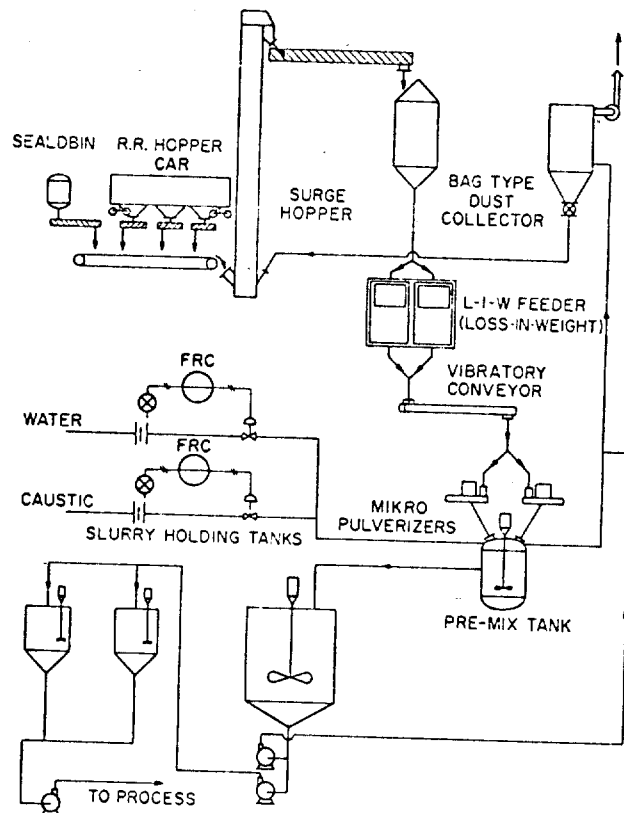 SEALDBIN
R.R. HOPPER
CAR
SURGE
HOPPER
BAG TYPE
DUST
COLLECTOR
L-I-W FEEDER
(LOSS-IN-WEIGHT)
VIBRATORY
CONVEYOR
FRC
WATER
FRC
CAUSTIC
SLURRY HOLDING TANKS
MIKRO
PULVERIZERS
PRE-MIX TANK
TO PROCESS